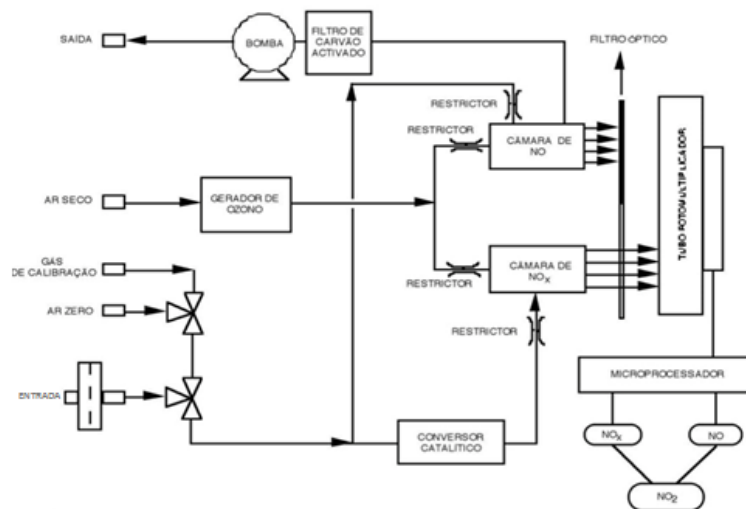 SAÍDA
BOMBA
FILTRO DE
CARVÃO
ACTIVADO
FILTRO ÓPTICO
RESTRICTOR
RESTRICTOR
CÂMARA DE
NO
TUBO FOTOMULTIPLICADOR
AR SECO
GERADOR DE
OZONO
GÁS
DE CALIBRAÇÃO
RESTRICTOR
CÂMARA DE
NOX
AR ZERO
RESTRICTOR
MICROPROCESSADOR
ENTRADA
CONVERSOR
CATALITICO
NOX
NO
NO2